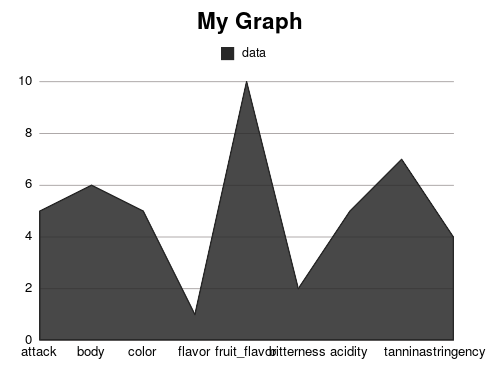 My Graph
data
10
8
6
4
2
0
attack body color flavor fruit_flavor bitterness acidity tannin astringency